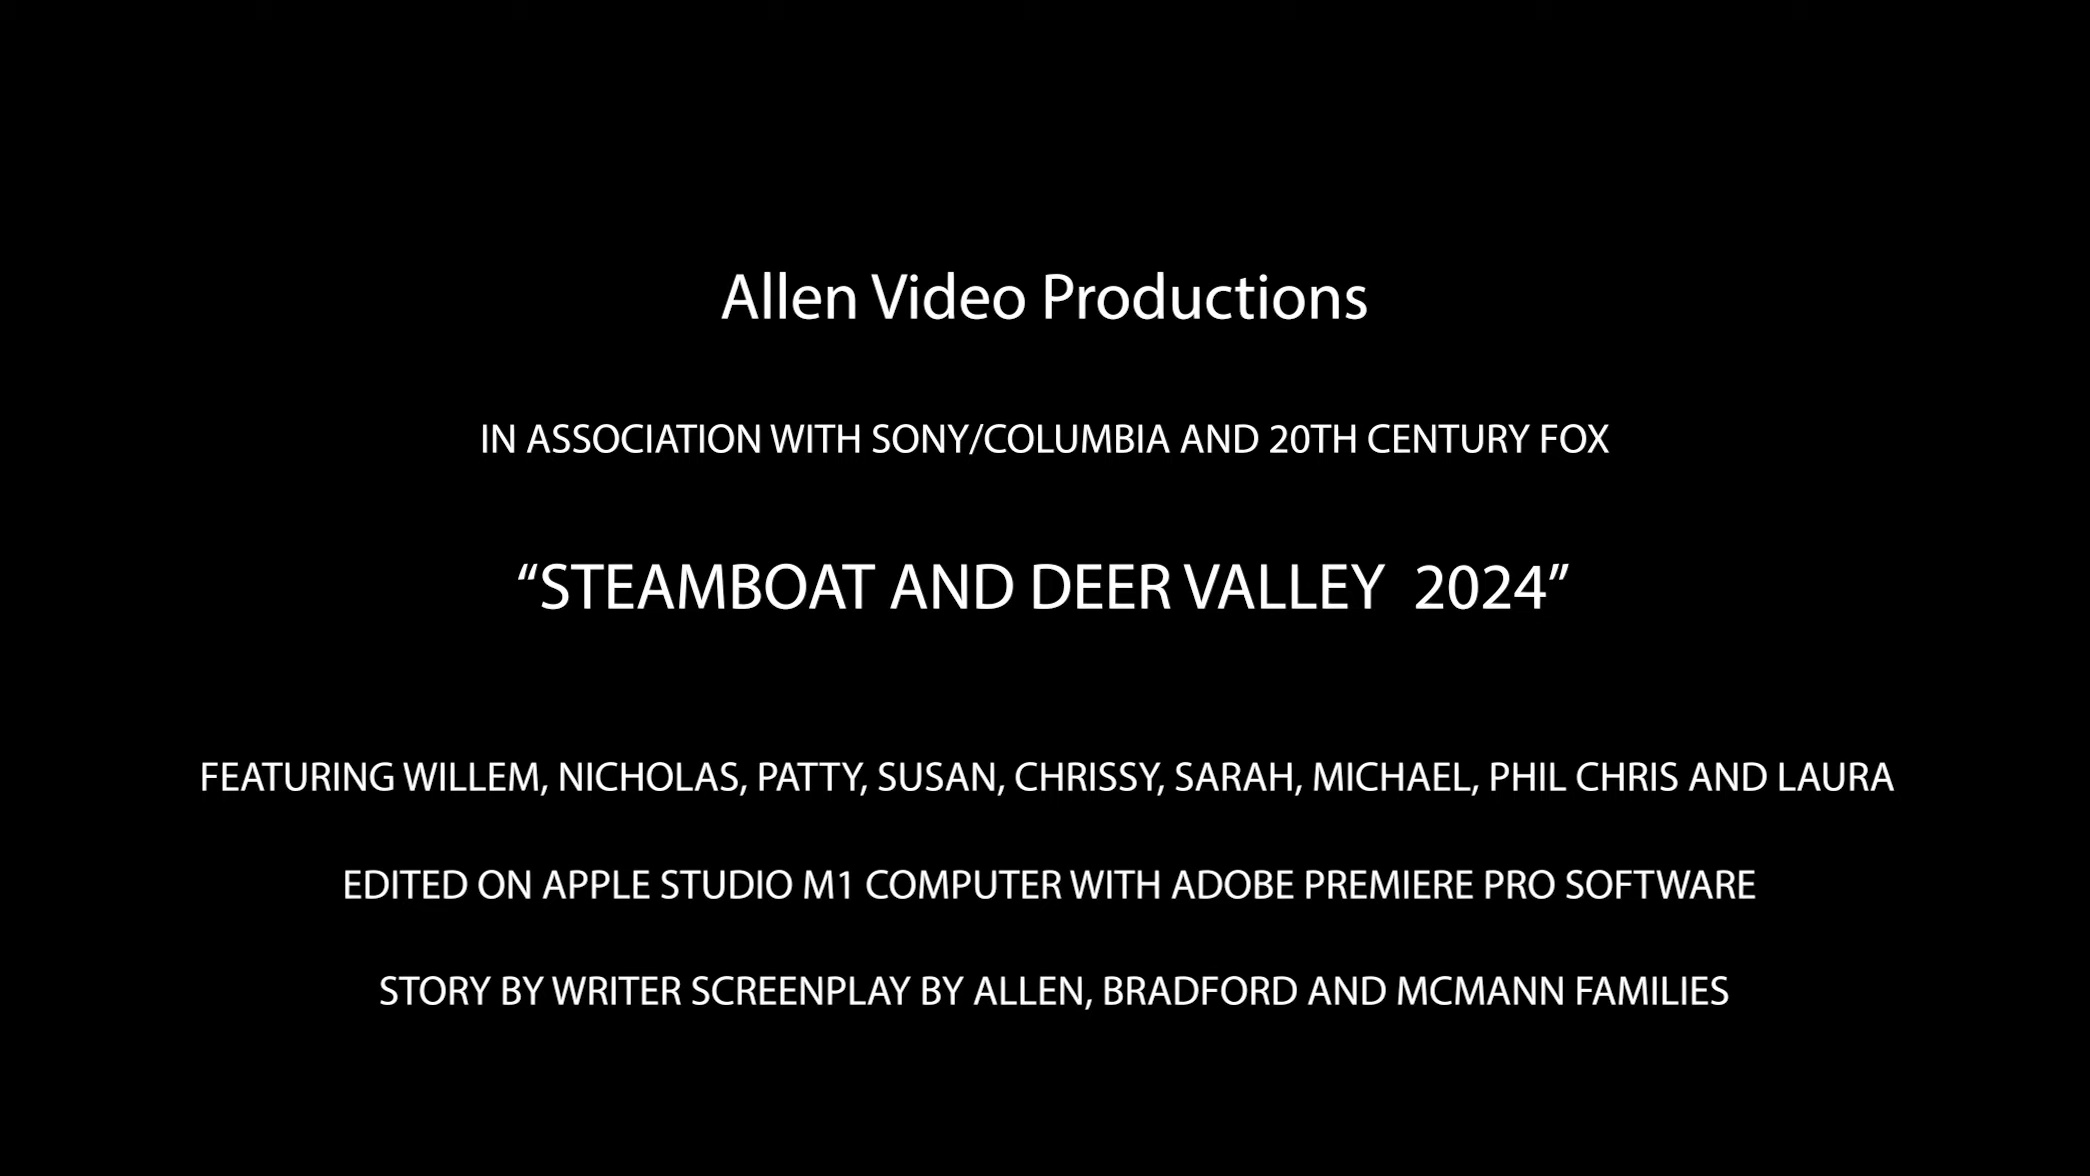 Allen Video Productions
IN ASSOCIATION WITH SONY/COLUMBIA AND 20TH CENTURY FOX
“STEAMBOAT AND DEER VALLEY  2024”
FEATURING WILLEM, NICHOLAS, PATTY, SUSAN, CHRISSY, SARAH, MICHAEL, PHIL CHRIS AND LAURA
EDITED ON APPLE STUDIO M1 COMPUTER WITH ADOBE PREMIERE PRO SOFTWARE
STORY BY WRITER SCREENPLAY BY ALLEN, BRADFORD AND MCMANN FAMILIES